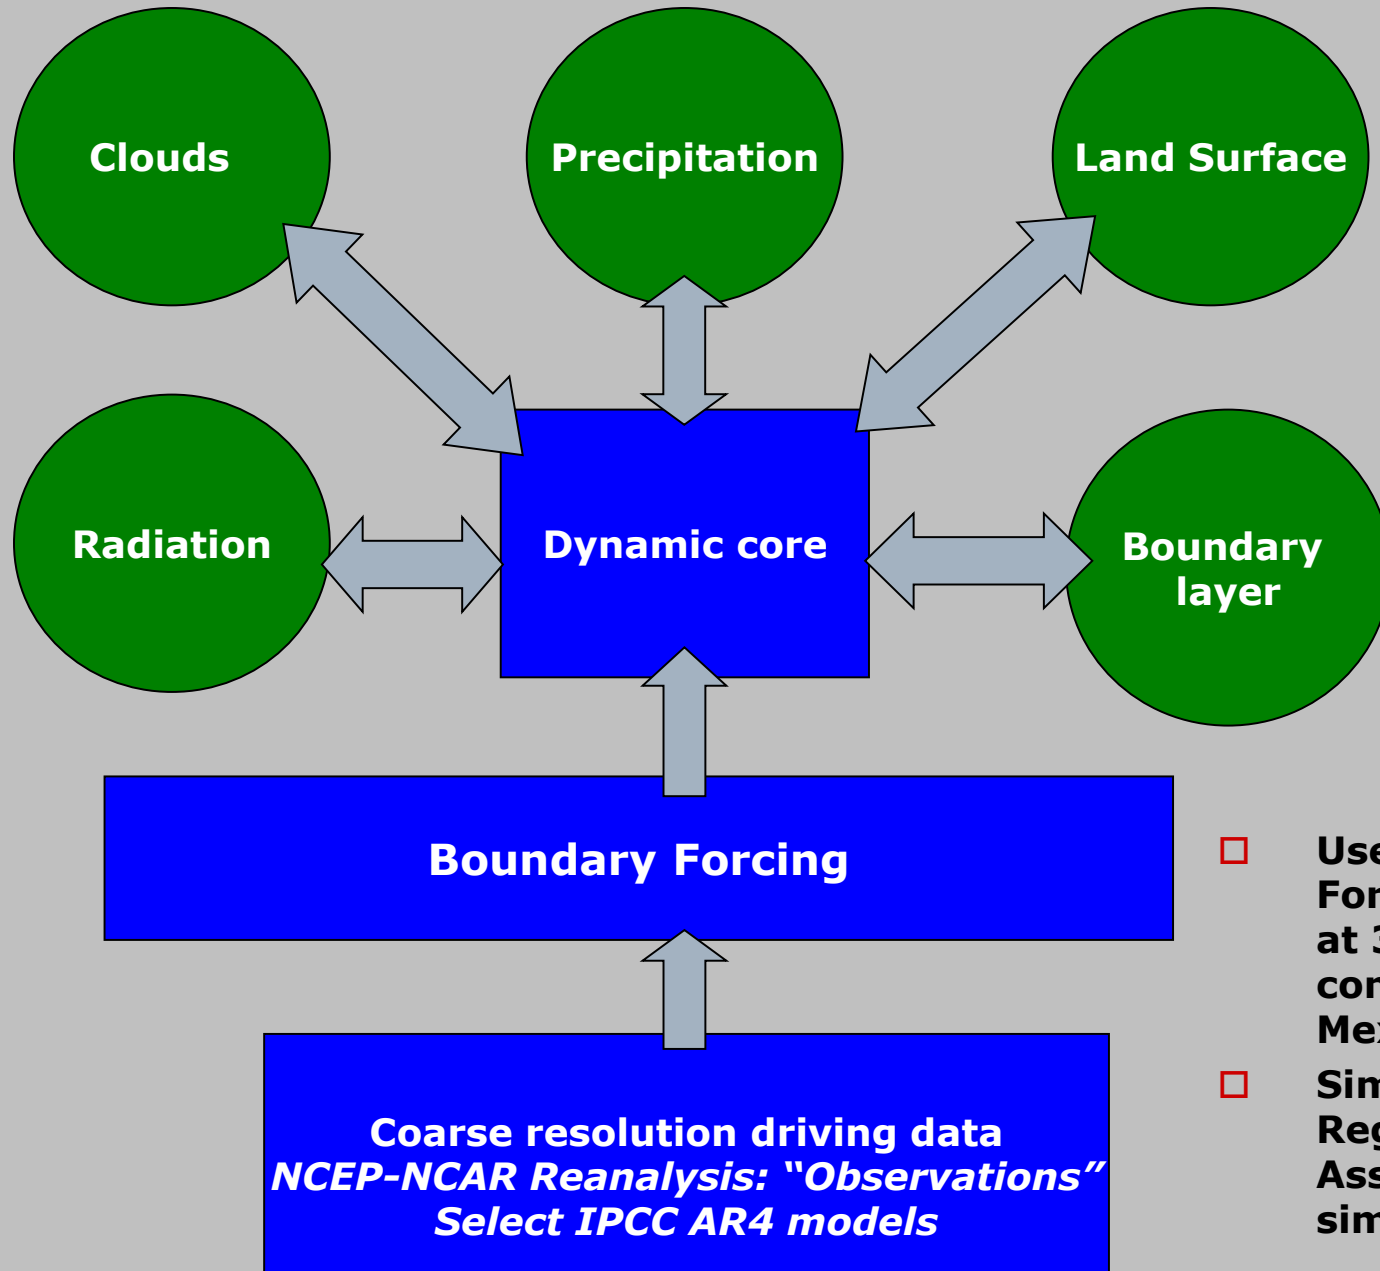 Clouds
Precipitation
Land Surface
Radiation
Dynamic core
Boundary
layer
Boundary Forcing
Coarse resolution driving data
NCEP-NCAR Reanalysis: “Observations”
Select IPCC AR4 models